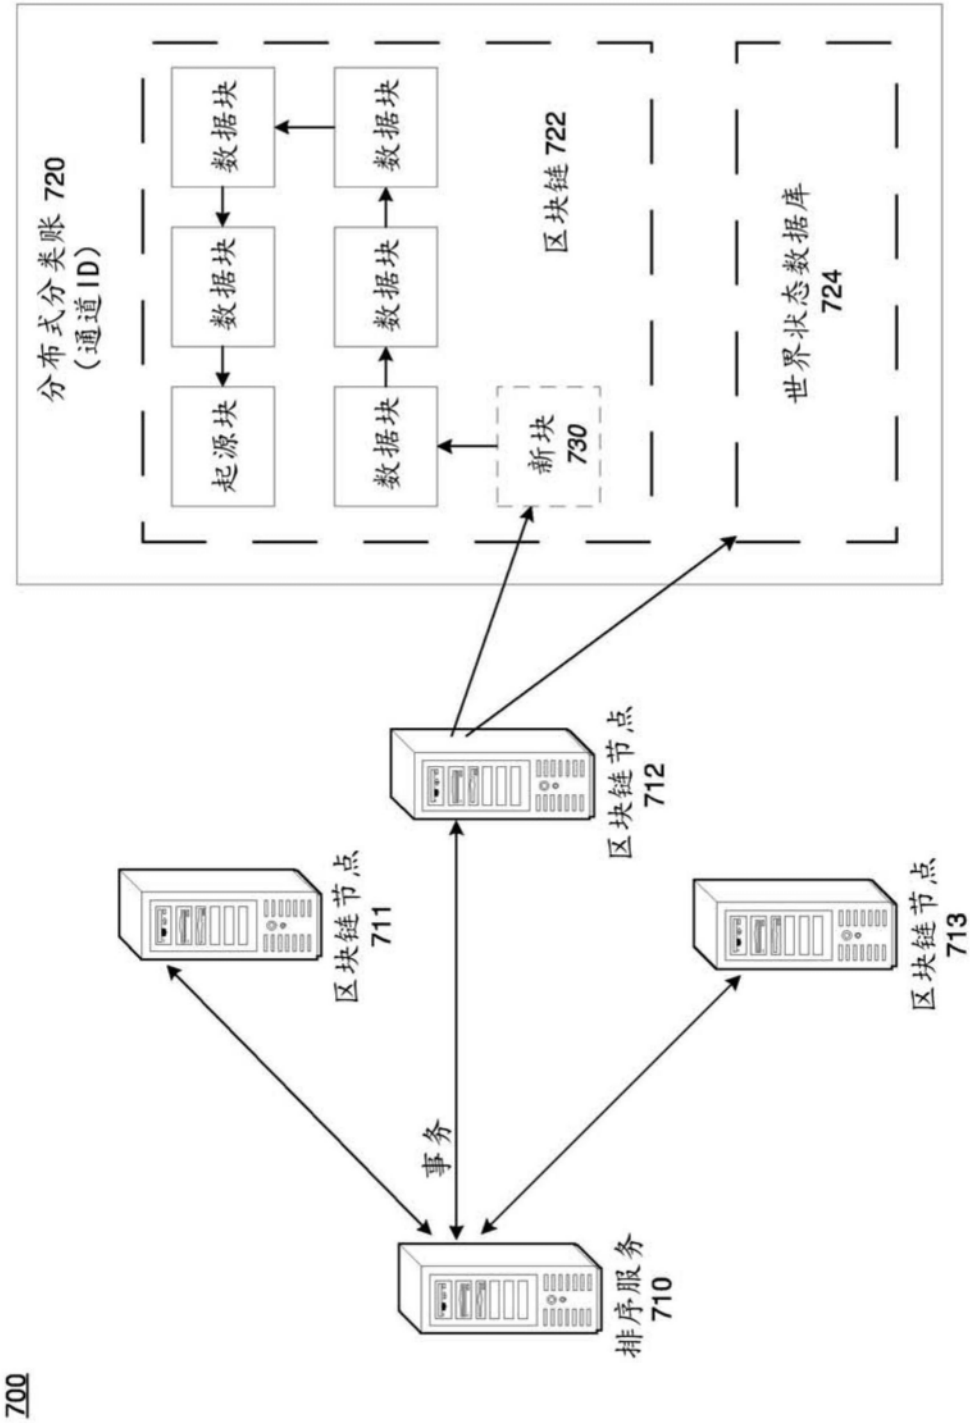 700
分布式分类账 720
(通道ID)
起源块
数据块
数据块
数据块
数据块
数据块
新块
730
区块链 722
世界状态数据库
724
区块链节点
711
事务
排序服务
710
区块链节点
712
区块链节点
713